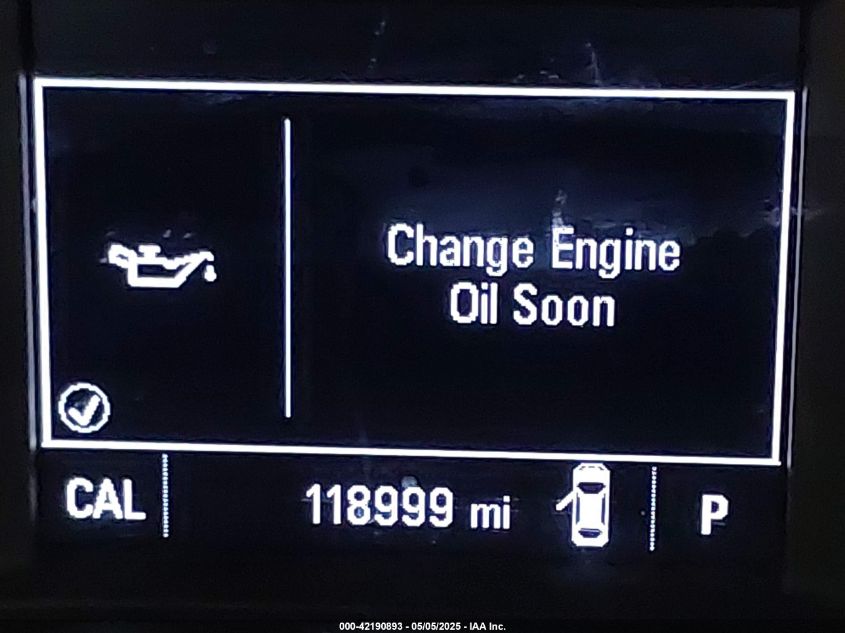 Change Engine
Oil Soon
CAL
118999 mi
P
000-42190893 - 05/05/2025 - IAA Inc.